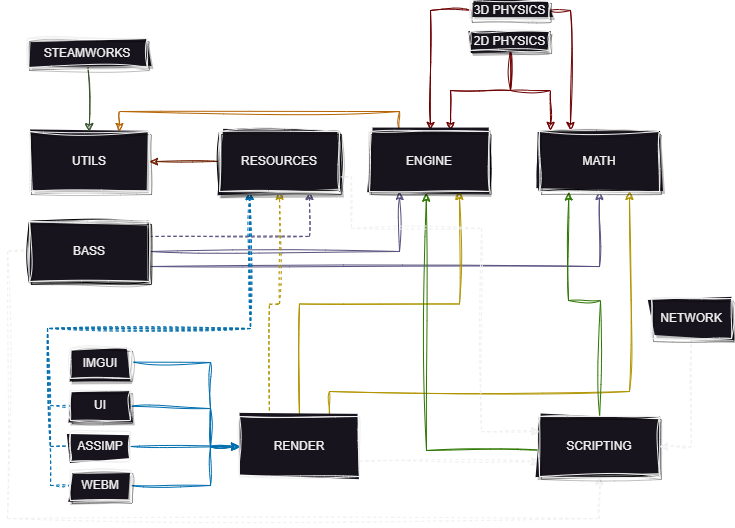 3D PHYSICS
2D PHYSICS
STEAMWORKS
UTILS
RESOURCES
ENGINE
MATH
BASS
NETWORK
IMGUI
UI
ASSIMP
WEBM
RENDER
SCRIPTING